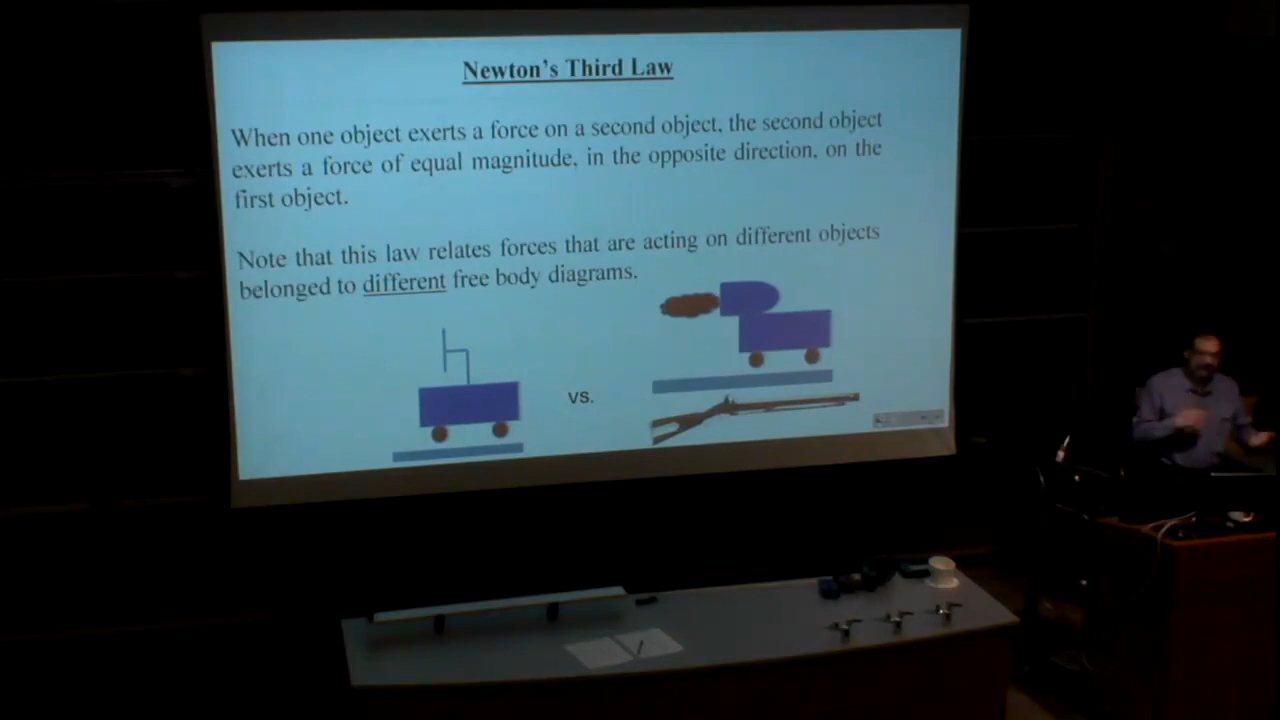 Newton's Third Law
When one object exerts a force on a second object, the second object
exerts a force of equal magnitude, in the opposite direction, on the
first object.
Note that this law relates forces that are acting on different objects
belonged to different free body diagrams.
vs.